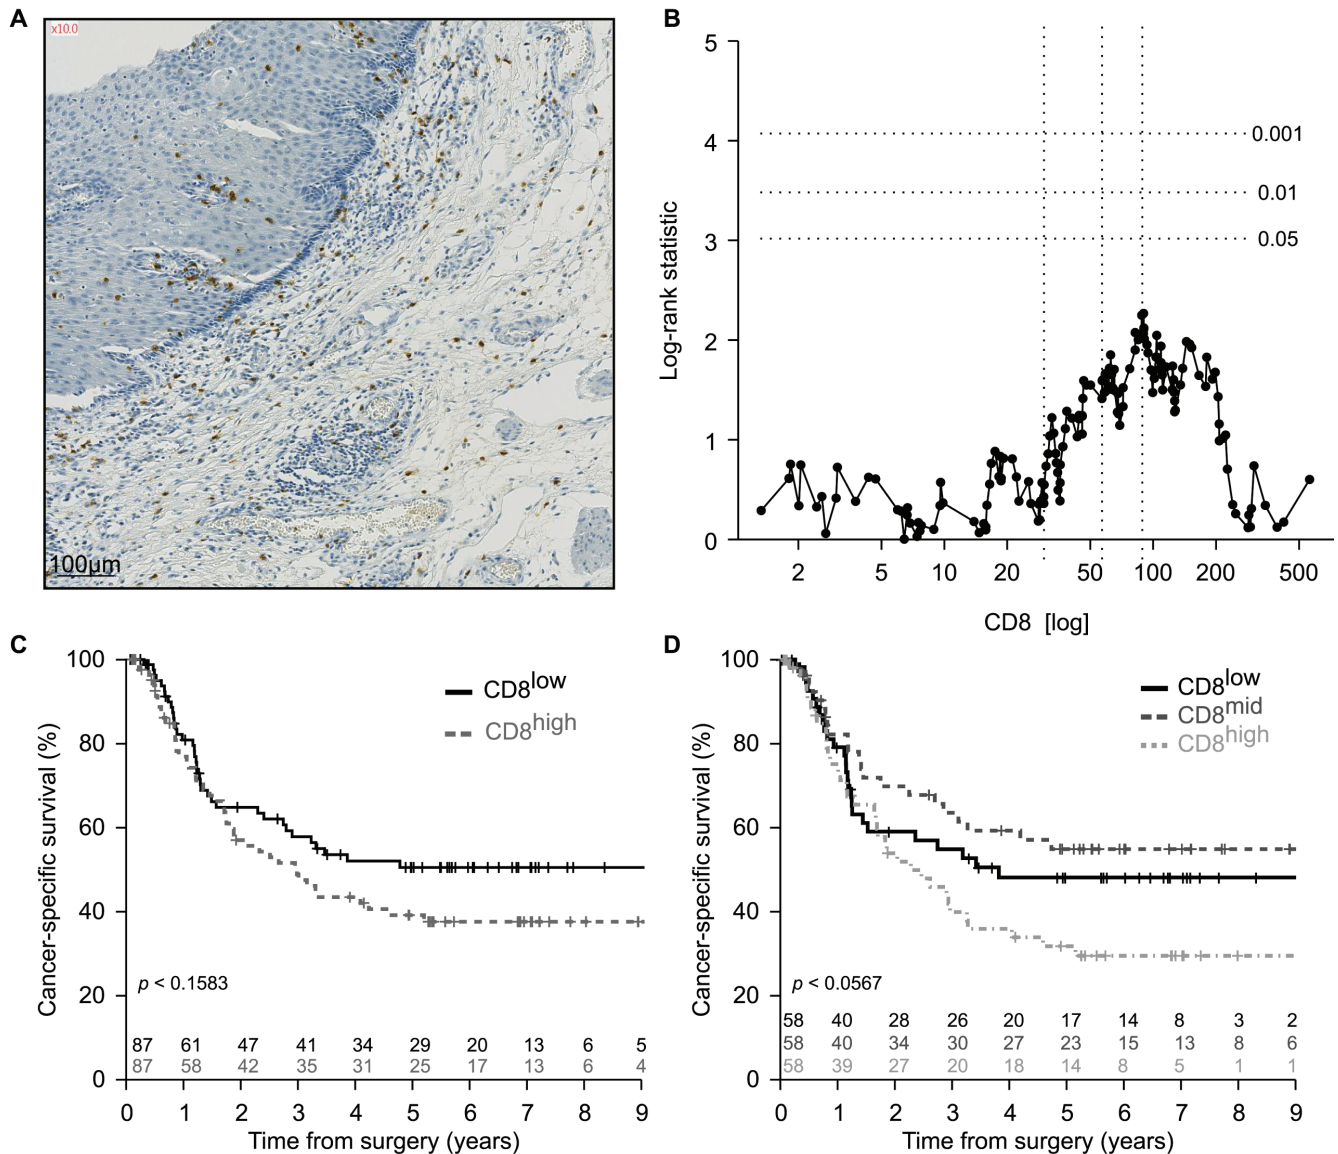 A
x10.0
100µm
B
5
4
3
2
1
0
0.001
0.01
0.05
Log-rank statistic
2 5 10 20 50 100 200 500
CD8 [log]
C
100
80
60
40
20
0
Cancer-specific survival (%)
CD8low
CD8high
p < 0.1583
87 61 47 41 34 29 20 13 6 5
87 58 42 35 31 25 17 13 6 4
0 1 2 3 4 5 6 7 8 9
Time from surgery (years)
D
100
80
60
40
20
0
Cancer-specific survival (%)
CD8low
CD8mid
CD8high
p < 0.0567
58 40 28 26 20 17 14 8 3 2
58 40 34 30 27 23 15 13 8 6
58 39 27 20 18 14 8 5 1 1
0 1 2 3 4 5 6 7 8 9
Time from surgery (years)